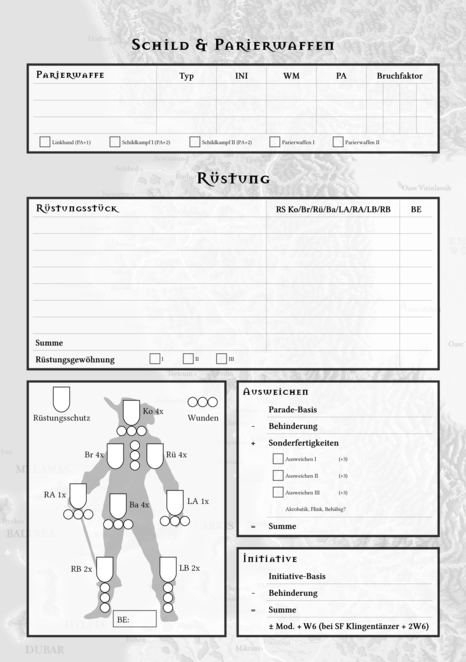 Schild & Parierwaffen
Parierwaffe Typ INI WM PA Bruchfaktor
Linkhand (PA+1) Schildkampf I (PA+2) Schildkampf II (PA+2) Parierwaffen I Parierwaffen II
Rüstung
Rüstungsstück RS Ko/Br/Rü/Ba/LA/RA/LB/RB BE
Summe
Rüstungsgewöhnung I II III
Rüstungsschutz
Wunden
Ko 4x
Br 4x
Rü 4x
RA 1x
LA 1x
Ba 4x
RB 2x
LB 2x
BE:
Ausweichen
Parade-Basis
- Behinderung
+ Sonderfertigkeiten
Ausweichen I (+3)
Ausweichen II (+3)
Ausweichen III (+3)
Akrobatik, Flink, Behäbig?
= Summe
Initiative
Initiative-Basis
- Behinderung
= Summe
± Mod. + W6 (bei SF Klingentänzer + 2W6)
DUBAR